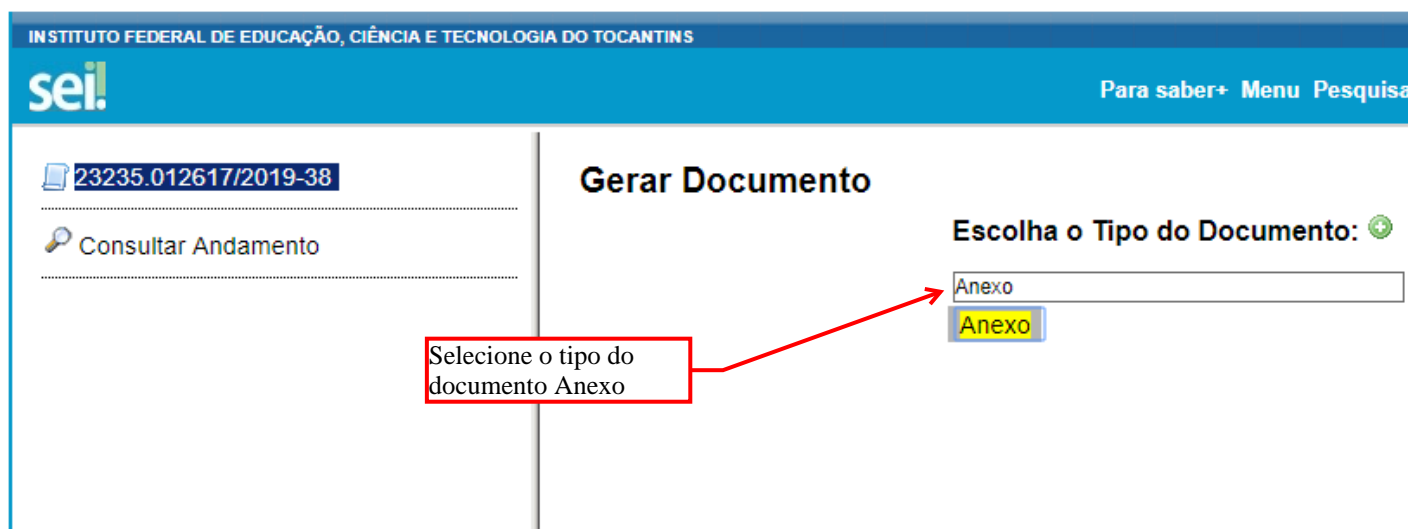 INSTITUTO FEDERAL DE EDUCAÇÃO, CIÊNCIA E TECNOLOGIA DO TOCANTINS
sei!
Para saber+ Menu Pesquisa
23235.012617/2019-38
Consultar Andamento
Gerar Documento
Escolha o Tipo do Documento:
Anexo
Anexo
Selecione o tipo do
documento Anexo